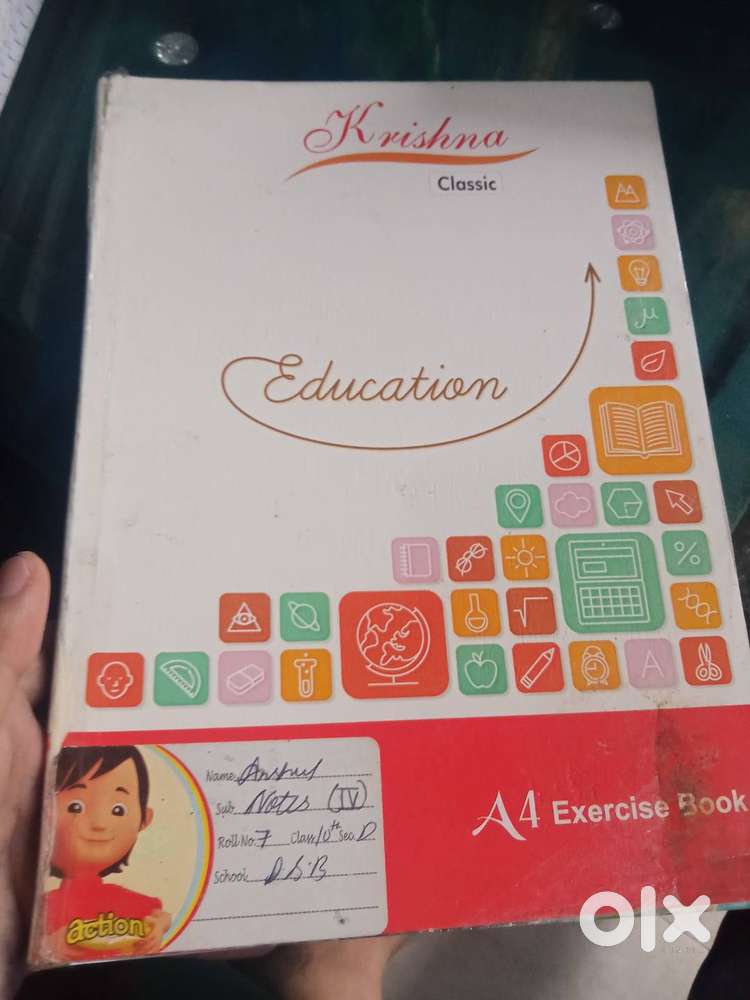 Krishna
Classic
Education
A4 Exercise Book
Name Anshul
Sub. Notes (IV)
Roll No. 7 Class 10th Sec. D
School D.S.B
action
OLX